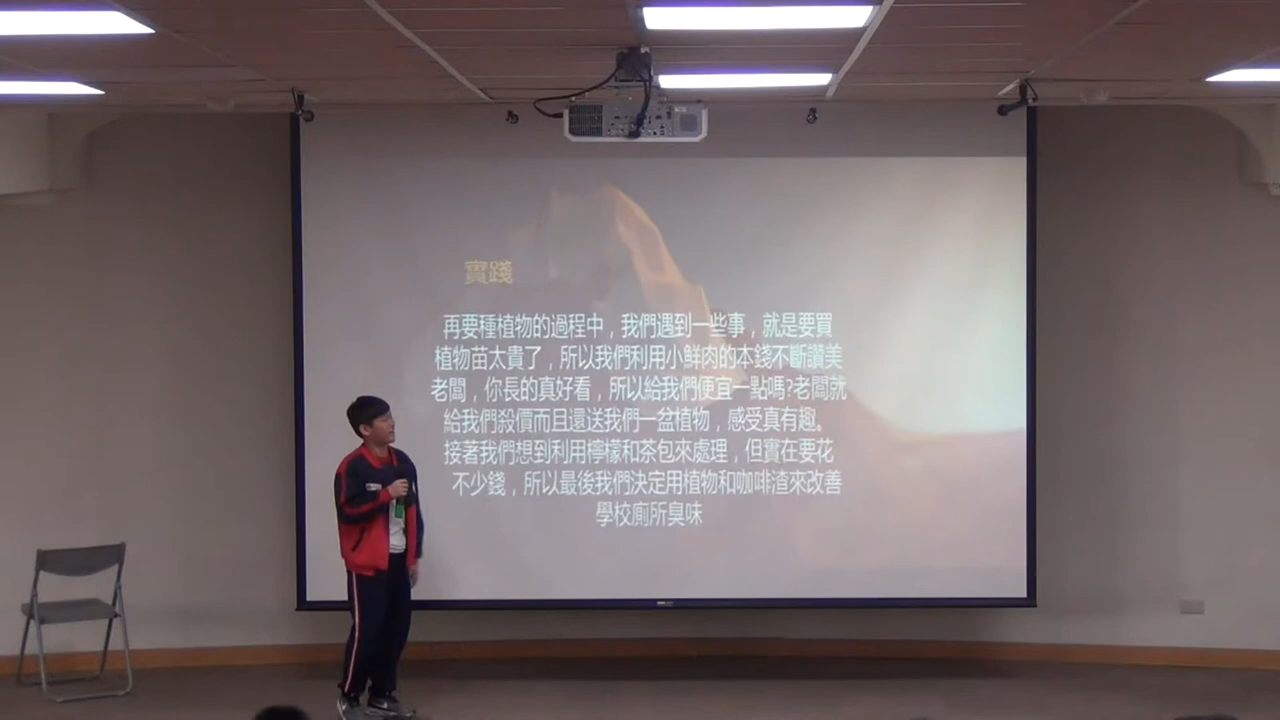 實踐
再要種植物的過程中，我們遇到一些事，就是要買
植物苗太貴了，所以我們利用小鮮肉的本錢不斷讚美
老闆，你長的真好看，所以給我們便宜一點嗎?老闆就
給我們殺價而且還送我們一盆植物，感受真有趣。
接著我們想到利用檸檬和茶包來處理，但實在要花
不少錢，所以最後我們決定用植物和咖啡渣來改善
學校廁所臭味